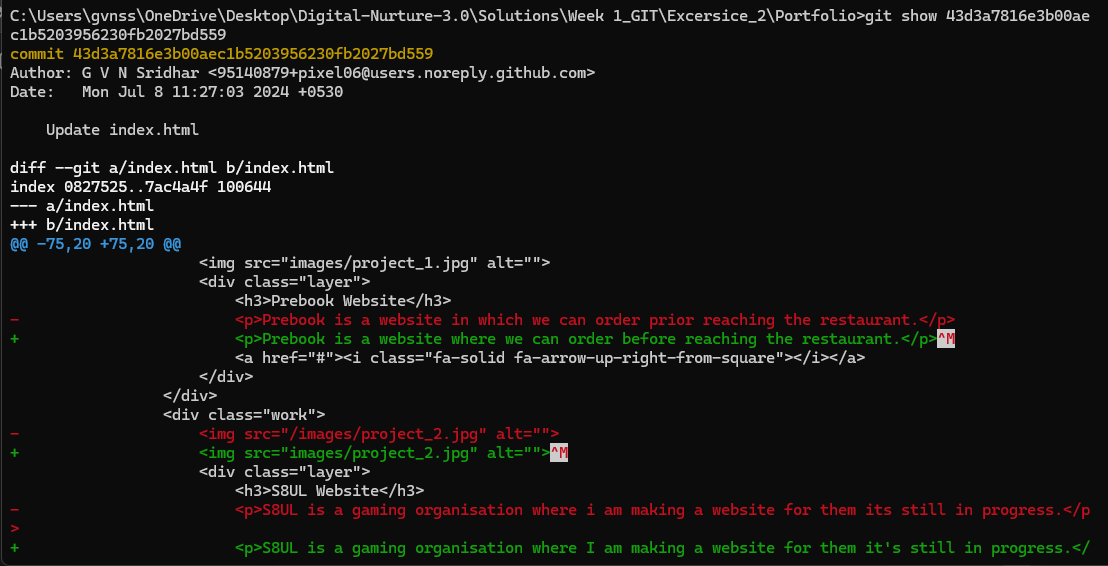 C:\Users\gvnss\OneDrive\Desktop\Digital-Nurture-3.0\Solutions\Week 1_GIT\Excersice_2\Portfolio>git show 43d3a7816e3b00ae
c1b5203956230fb2027bd559
commit 43d3a7816e3b00aec1b5203956230fb2027bd559
Author: G V N Sridhar <95140879+pixel06@users.noreply.github.com>
Date:   Mon Jul 8 11:27:03 2024 +0530
    Update index.html
diff --git a/index.html b/index.html
index 0827525..7ac4a4f 100644
--- a/index.html
+++ b/index.html
@@ -75,20 +75,20 @@
                     <img src="images/project_1.jpg" alt="">
                     <div class="layer">
                         <h3>Prebook Website</h3>
-                        <p>Prebook is a website in which we can order prior reaching the restaurant.</p>
+                        <p>Prebook is a website where we can order before reaching the restaurant.</p>^M
                         <a href="#"><i class="fa-solid fa-arrow-up-right-from-square"></i></a>
                     </div>
                 </div>
                 <div class="work">
-                    <img src="/images/project_2.jpg" alt="">
+                    <img src="images/project_2.jpg" alt="">^M
                     <div class="layer">
                         <h3>S8UL Website</h3>
-                        <p>S8UL is a gaming organisation where i am making a website for them its still in progress.</p
>
+                        <p>S8UL is a gaming organisation where I am making a website for them it's still in progress.</